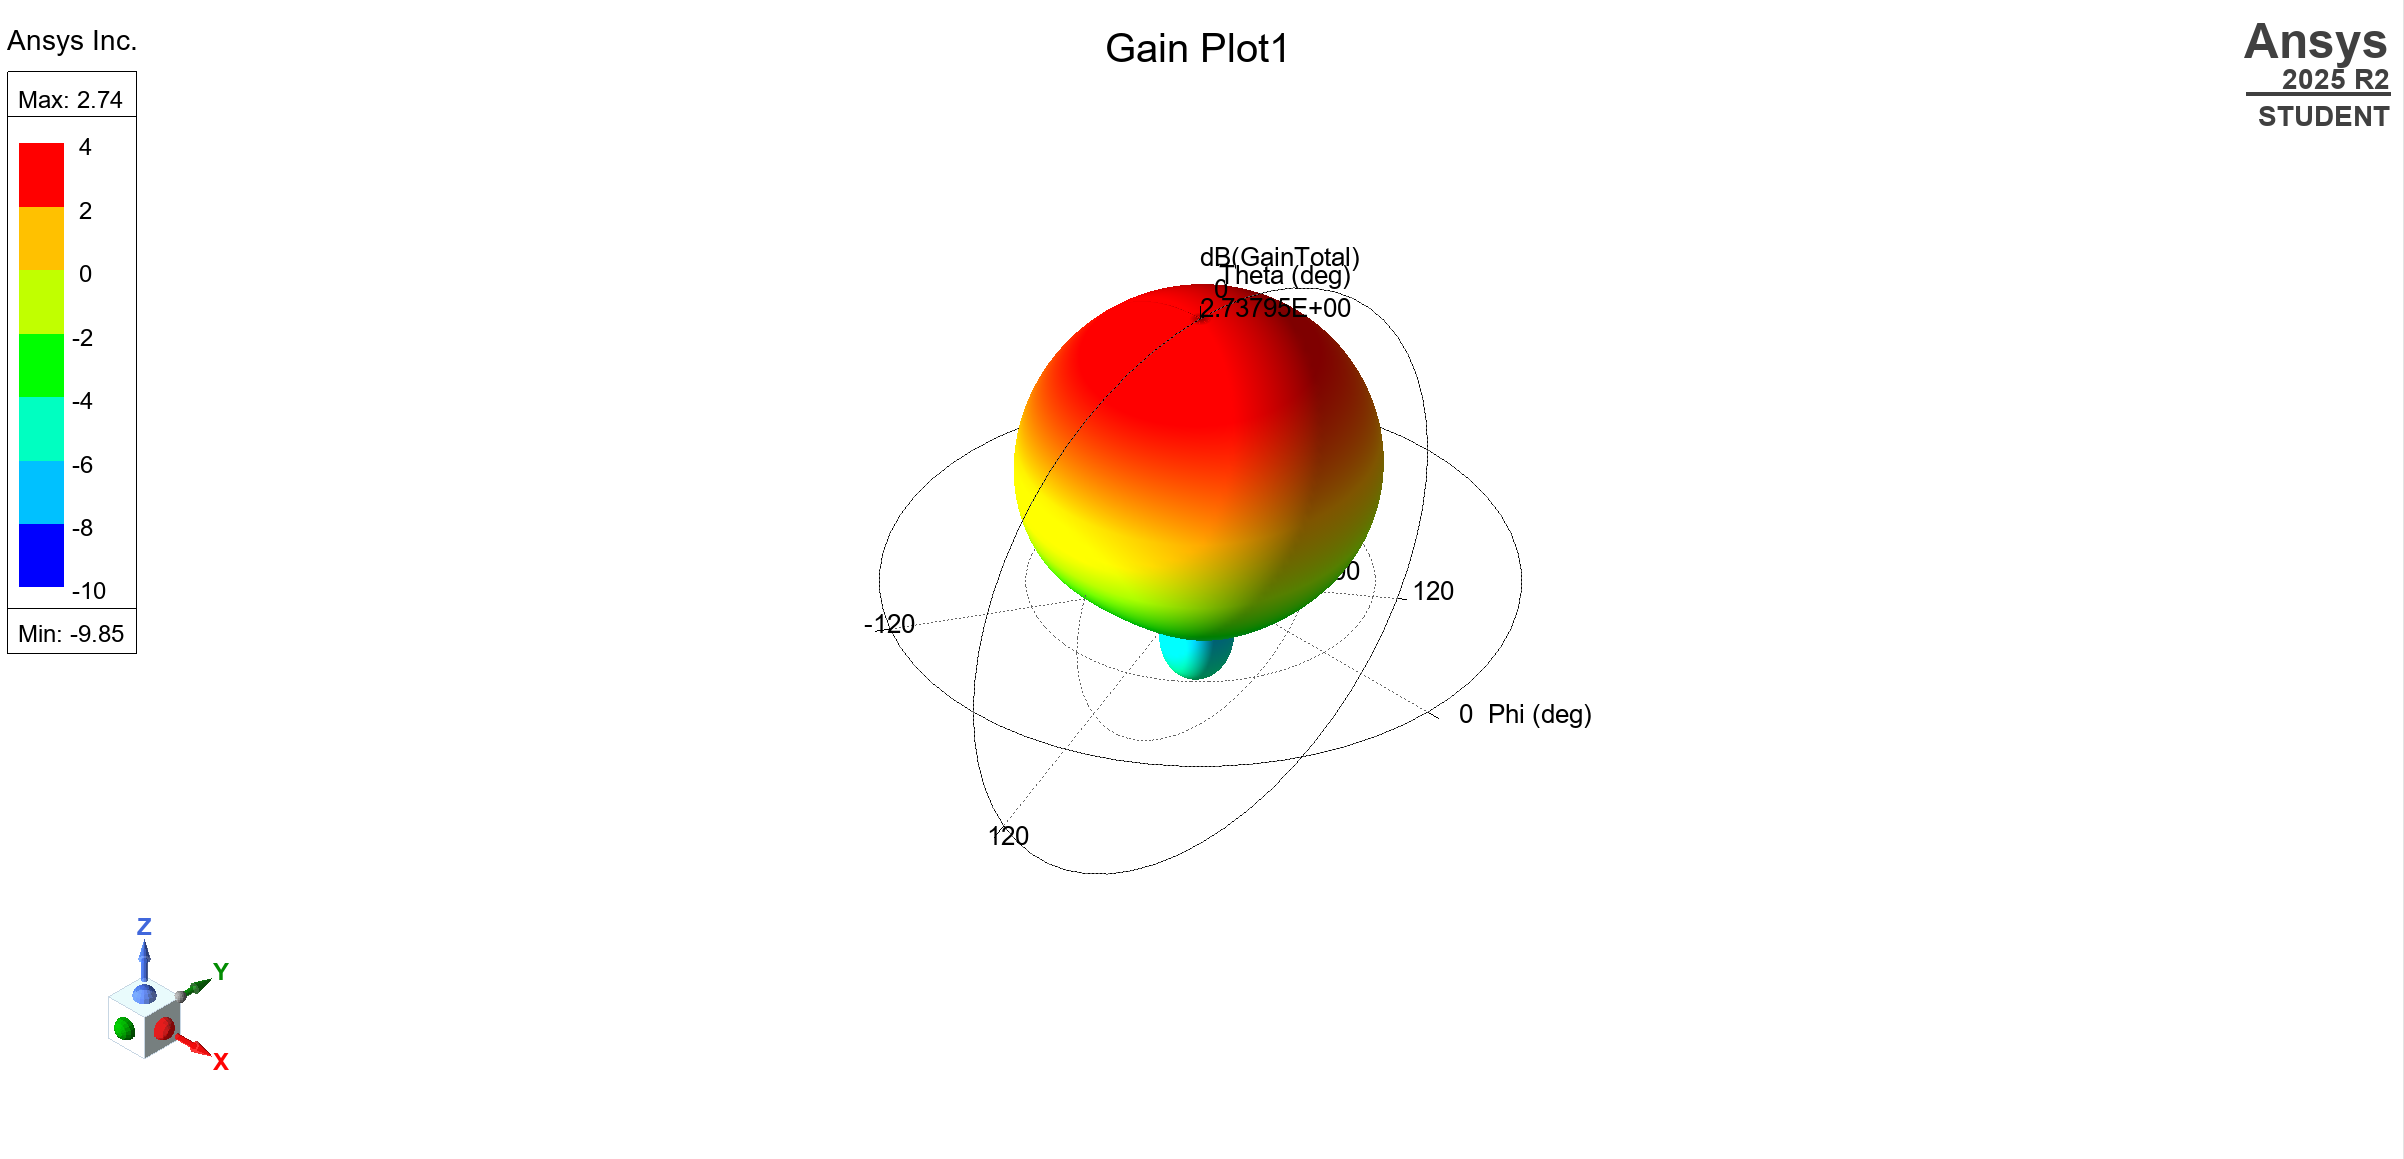 Ansys Inc.
Max: 2.74
4
2
0
-2
-4
-6
-8
-10
Min: -9.85
Gain Plot1
Ansys
2025 R2
STUDENT
dB(GainTotal)
Theta (deg)
0
2.73795E+00
120
-120
0 Phi (deg)
120
Z
Y
X